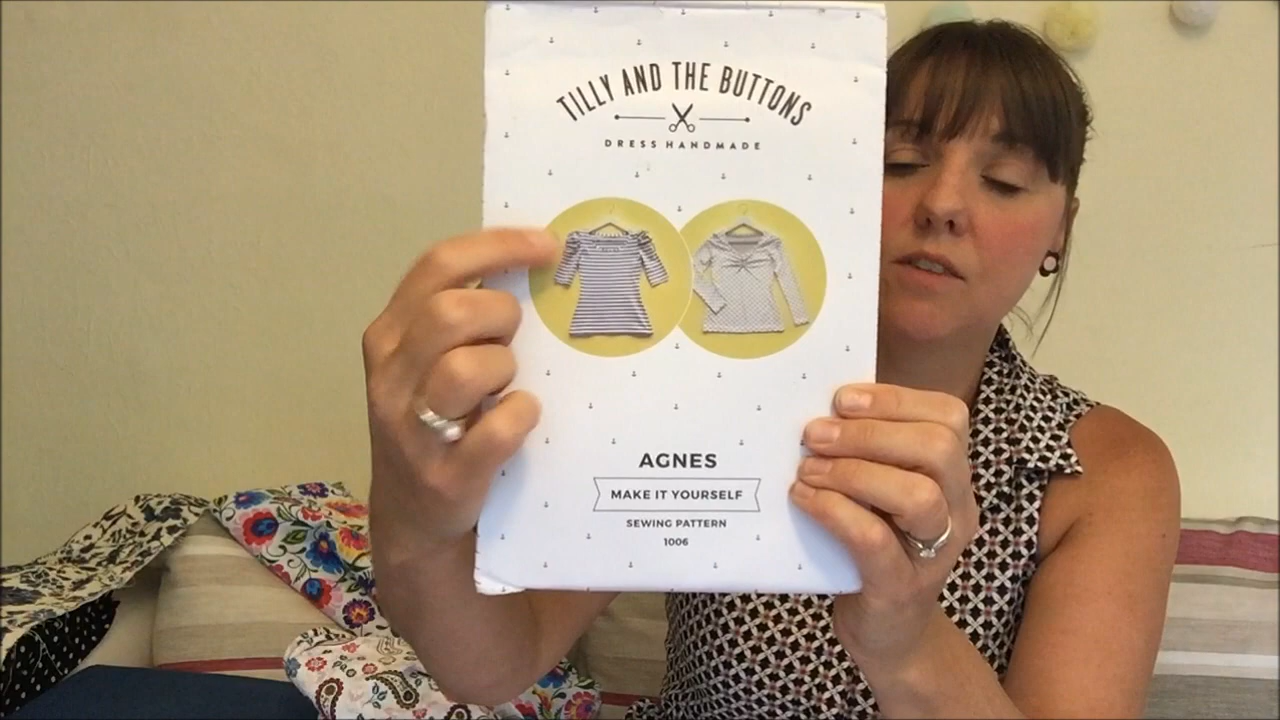 TILLY AND THE BUTTONS
DRESS HANDMADE
AGNES
MAKE IT YOURSELF
SEWING PATTERN
1006